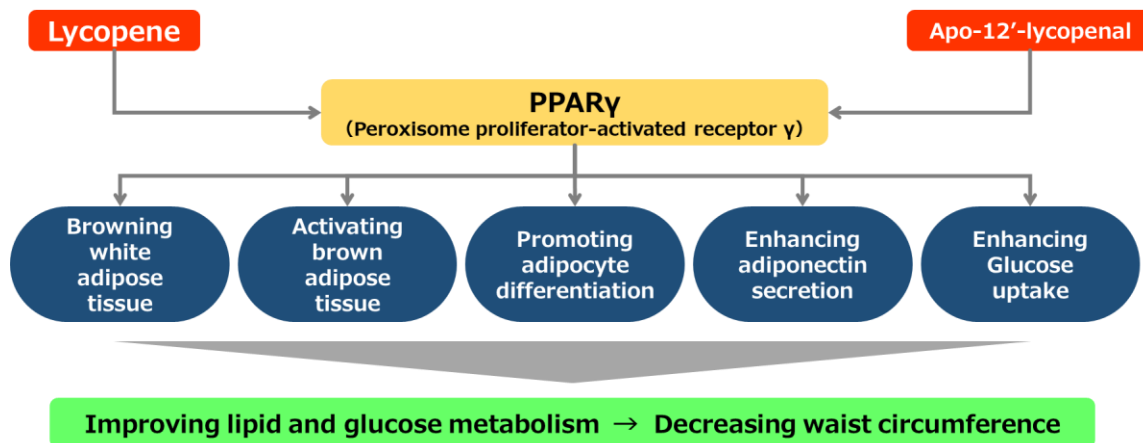 Lycopene
Apo-12’-lycopenal
PPARγ
（Peroxisome proliferator-activated receptor γ）
Browning
white
adipose
tissue
Activating
brown
adipose
tissue
Promoting
adipocyte
differentiation
Enhancing
adiponectin
secretion
Enhancing
Glucose
uptake
Improving lipid and glucose metabolism → Decreasing waist circumference